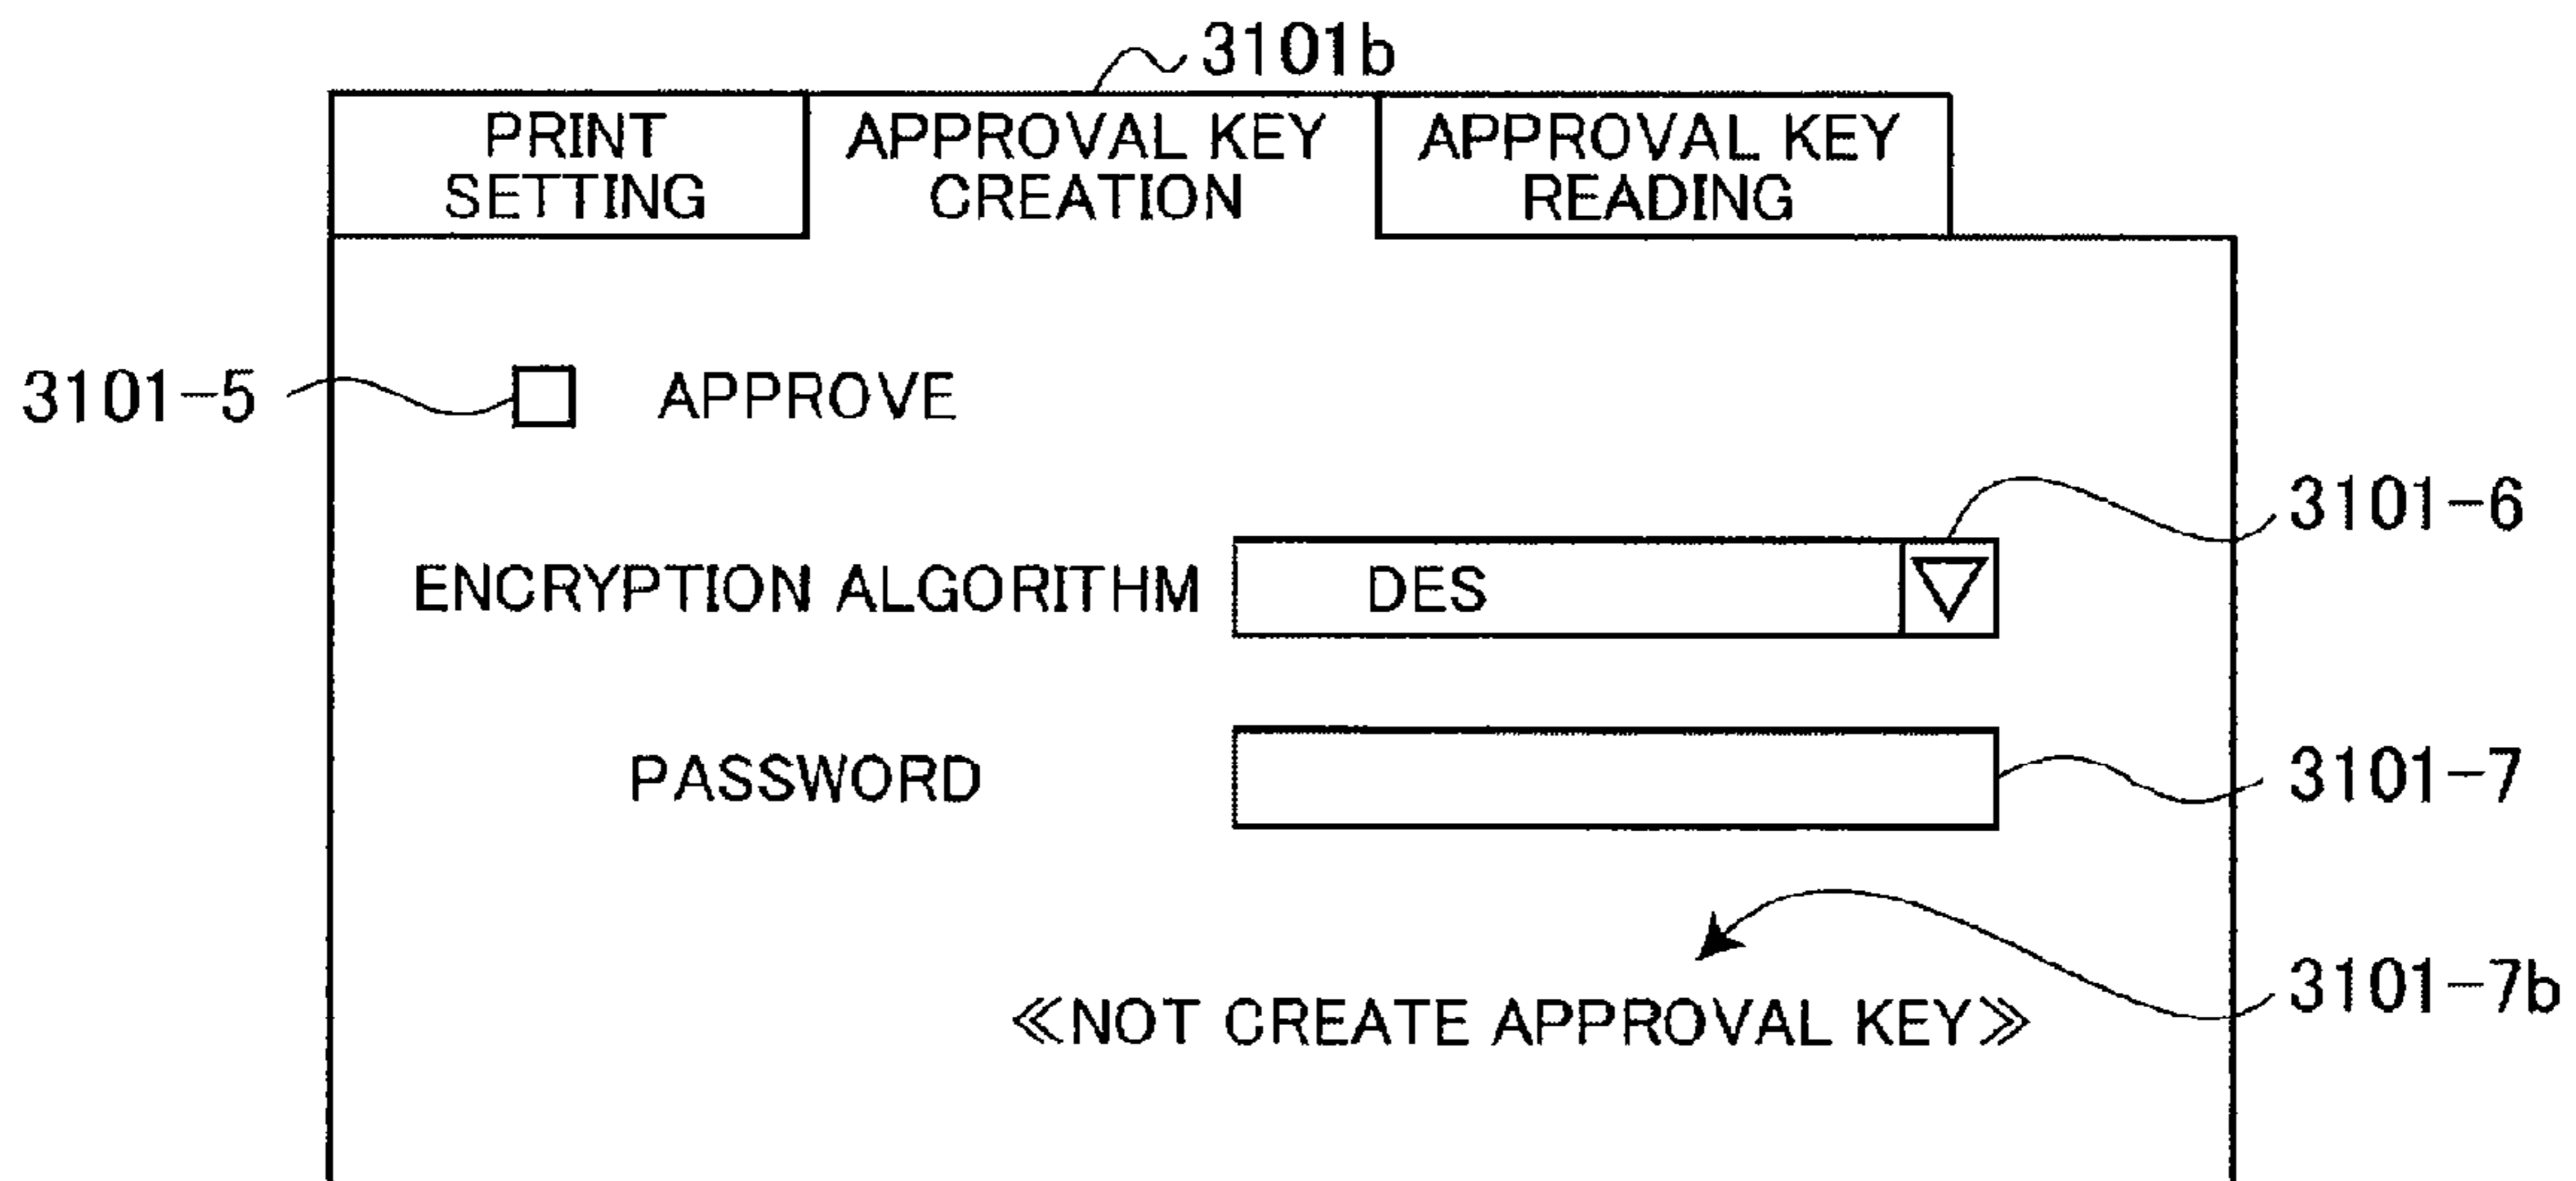 3101b
PRINT SETTING
APPROVAL KEY CREATION
APPROVAL KEY READING
3101-5
APPROVE
3101-6
ENCRYPTION ALGORITHM
DES
PASSWORD
3101-7
3101-7b
≪NOT CREATE APPROVAL KEY≫